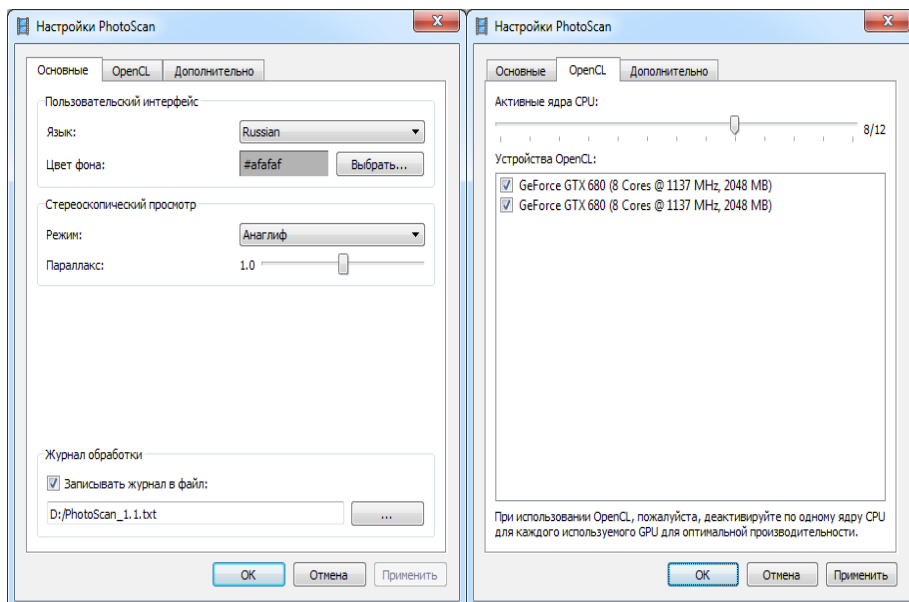 Настройки PhotoScan
Основные OpenCL Дополнительно
Пользовательский интерфейс
Язык: Russian
Цвет фона: #afafaf Выбрать...
Стереоскопический просмотр
Режим: Анаглиф
Параллакс: 1.0
Журнал обработки
Записывать журнал в файл:
D:/PhotoScan_1.1.txt ...
OK Отмена Применить
Настройки PhotoScan
Основные OpenCL Дополнительно
Активные ядра CPU:
8/12
Устройства OpenCL:
GeForce GTX 680 (8 Cores @ 1137 MHz, 2048 MB)
GeForce GTX 680 (8 Cores @ 1137 MHz, 2048 MB)
При использовании OpenCL, пожалуйста, деактивируйте по одному ядру CPU
для каждого используемого GPU для оптимальной производительности.
OK Отмена Применить